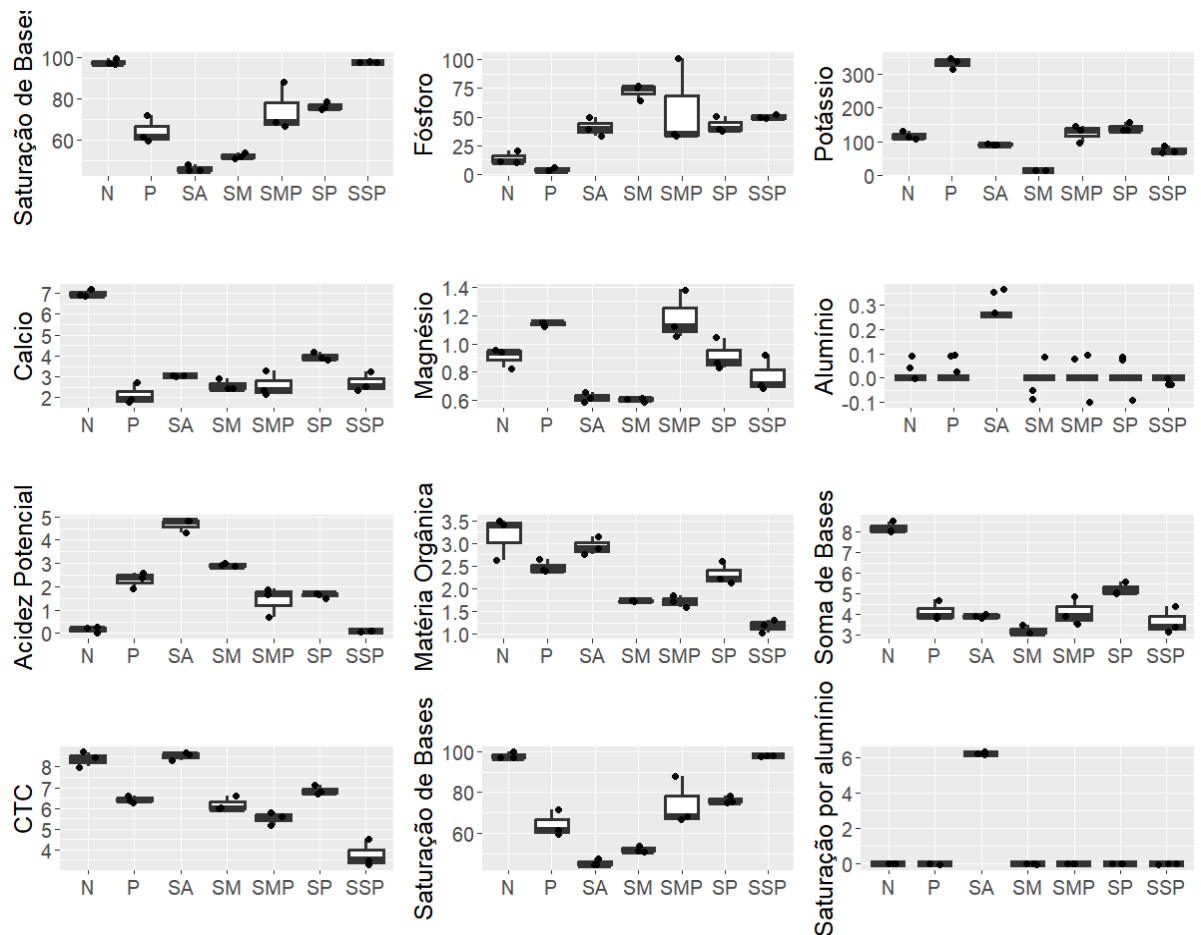 Saturação de Bases
100
80
60
N P SA SM SMP SP SSP
Fósforo
100
75
50
25
0
N P SA SM SMP SP SSP
Potássio
300
200
100
0
N P SA SM SMP SP SSP
Calcio
7
6
5
4
3
2
N P SA SM SMP SP SSP
Magnésio
1.4
1.2
1.0
0.8
0.6
N P SA SM SMP SP SSP
Alumínio
0.3
0.2
0.1
0.0
-0.1
N P SA SM SMP SP SSP
Acidez Potencial
5
4
3
2
1
0
N P SA SM SMP SP SSP
Matéria Orgânica
3.5
3.0
2.5
2.0
1.5
1.0
N P SA SM SMP SP SSP
Soma de Bases
8
7
6
5
4
3
N P SA SM SMP SP SSP
CTC
8
7
6
5
4
N P SA SM SMP SP SSP
Saturação de Bases
100
80
60
N P SA SM SMP SP SSP
Saturação por alumínio
6
4
2
0
N P SA SM SMP SP SSP